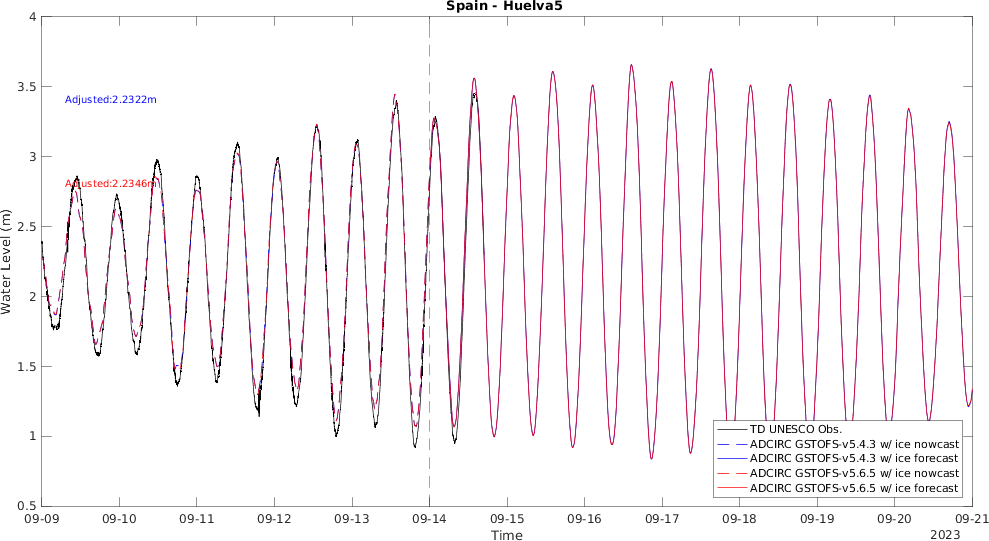 Spain - Huelva5
4
3.5
3
2.5
2
1.5
1
0.5
Water Level (m)
Adjusted:2.2322m
Adjusted:2.2346m
TD UNESCO Obs.
ADCIRC GSTOFS-v5.4.3 w/ ice nowcast
ADCIRC GSTOFS-v5.4.3 w/ ice forecast
ADCIRC GSTOFS-v5.6.5 w/ ice nowcast
ADCIRC GSTOFS-v5.6.5 w/ ice forecast
09-09 09-10 09-11 09-12 09-13 09-14 09-15 09-16 09-17 09-18 09-19 09-20 09-21
Time
2023